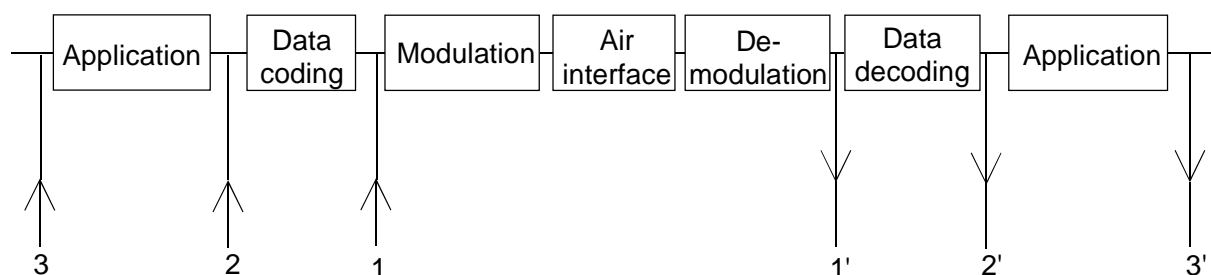 Application
Data
coding
Modulation
Air
interface
De-
modulation
Data
decoding
Application
3
2
1
1'
2'
3'